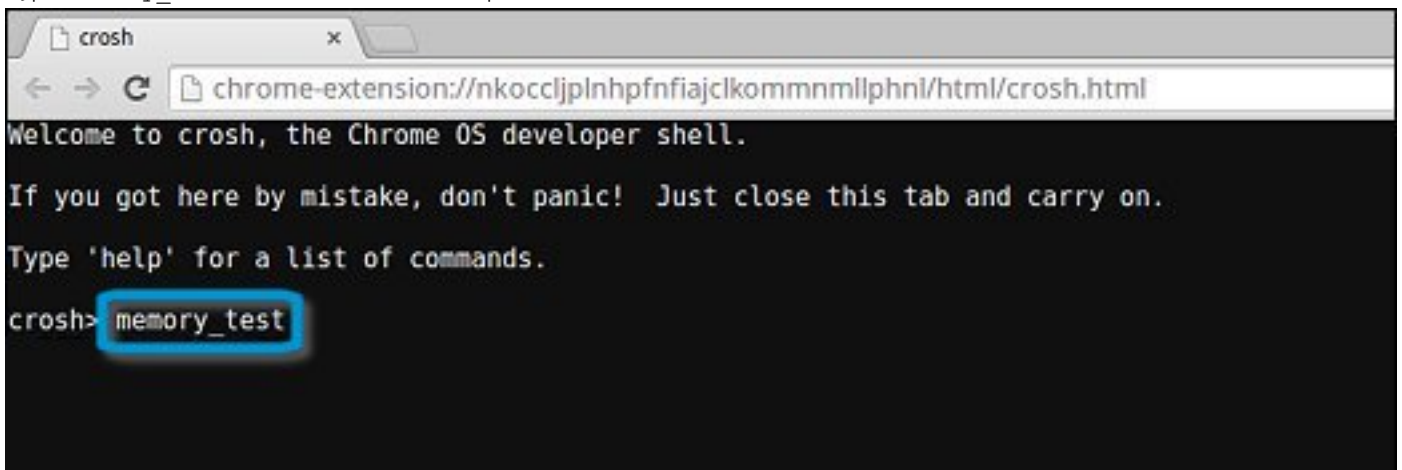 crosh
chrome-extension://nkoccljplnhpfnfiajclkommnmllphnl/html/crosh.html
Welcome to crosh, the Chrome OS developer shell.
If you got here by mistake, don't panic!  Just close this tab and carry on.
Type 'help' for a list of commands.
crosh> memory_test